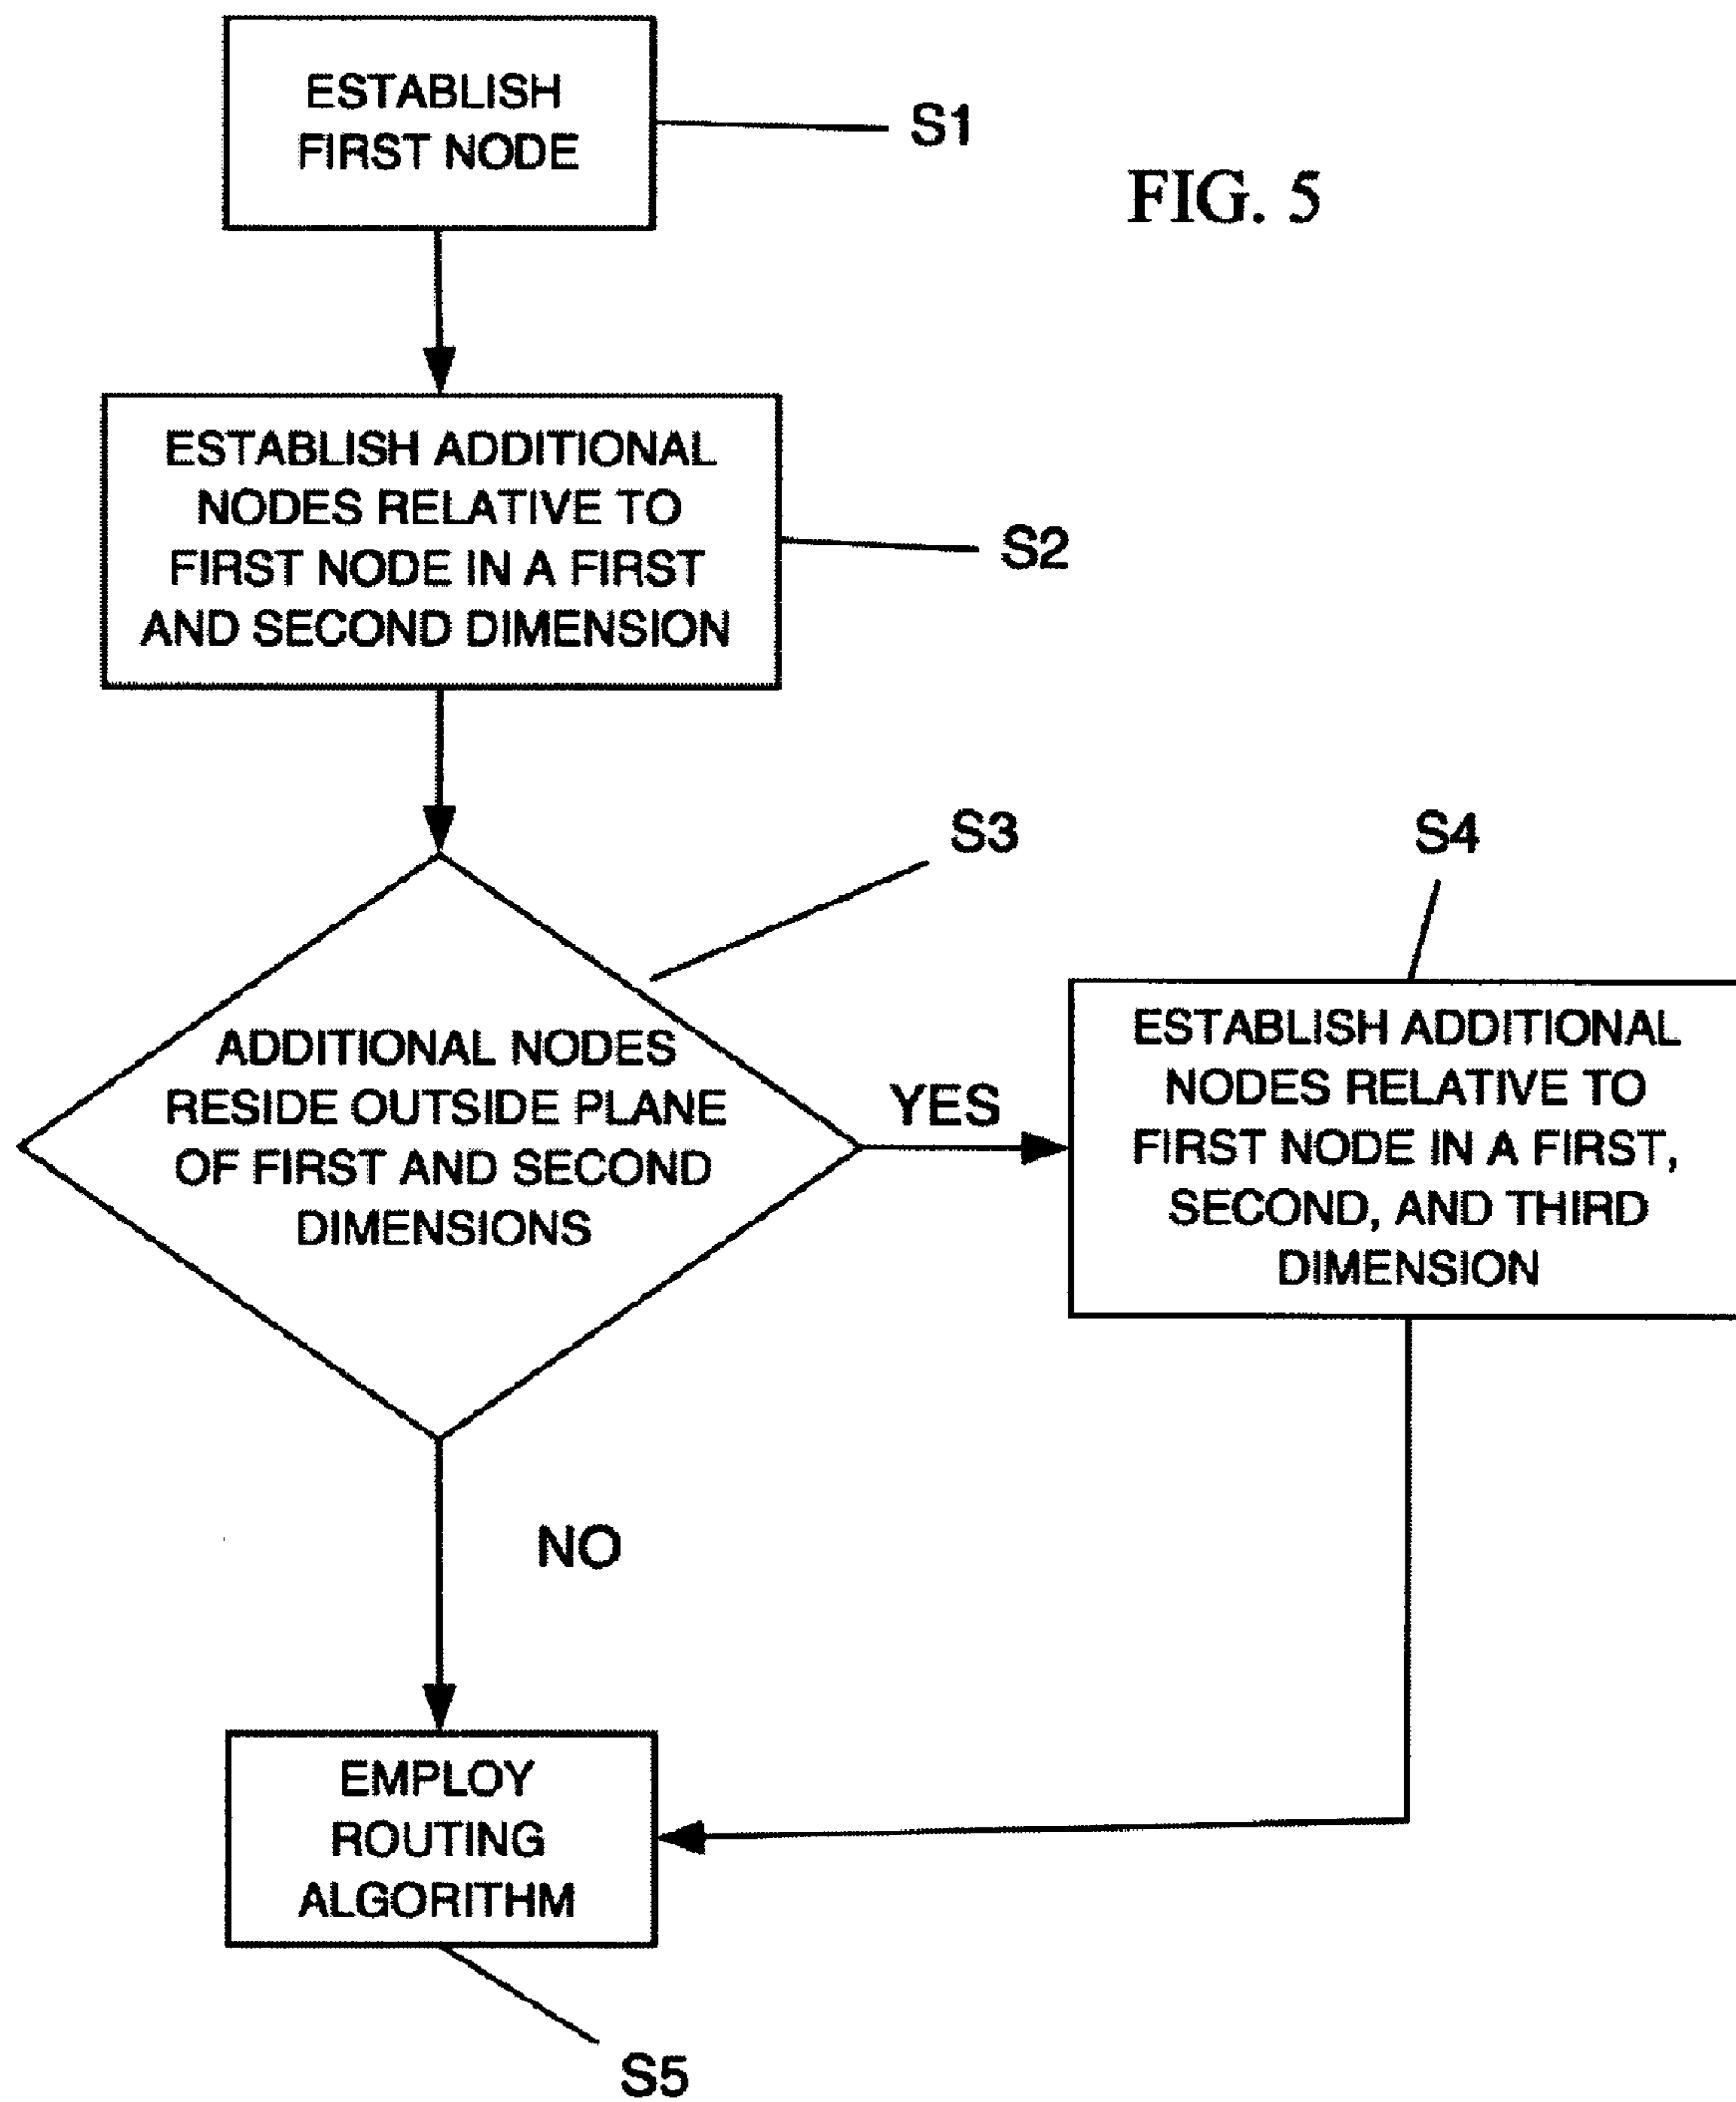 ESTABLISH
FIRST NODE
S1
FIG. 5
ESTABLISH ADDITIONAL
NODES RELATIVE TO
FIRST NODE IN A FIRST
AND SECOND DIMENSION
S2
S3
ADDITIONAL NODES
RESIDE OUTSIDE PLANE
OF FIRST AND SECOND
DIMENSIONS
YES
S4
ESTABLISH ADDITIONAL
NODES RELATIVE TO
FIRST NODE IN A FIRST,
SECOND, AND THIRD
DIMENSION
NO
EMPLOY
ROUTING
ALGORITHM
S5